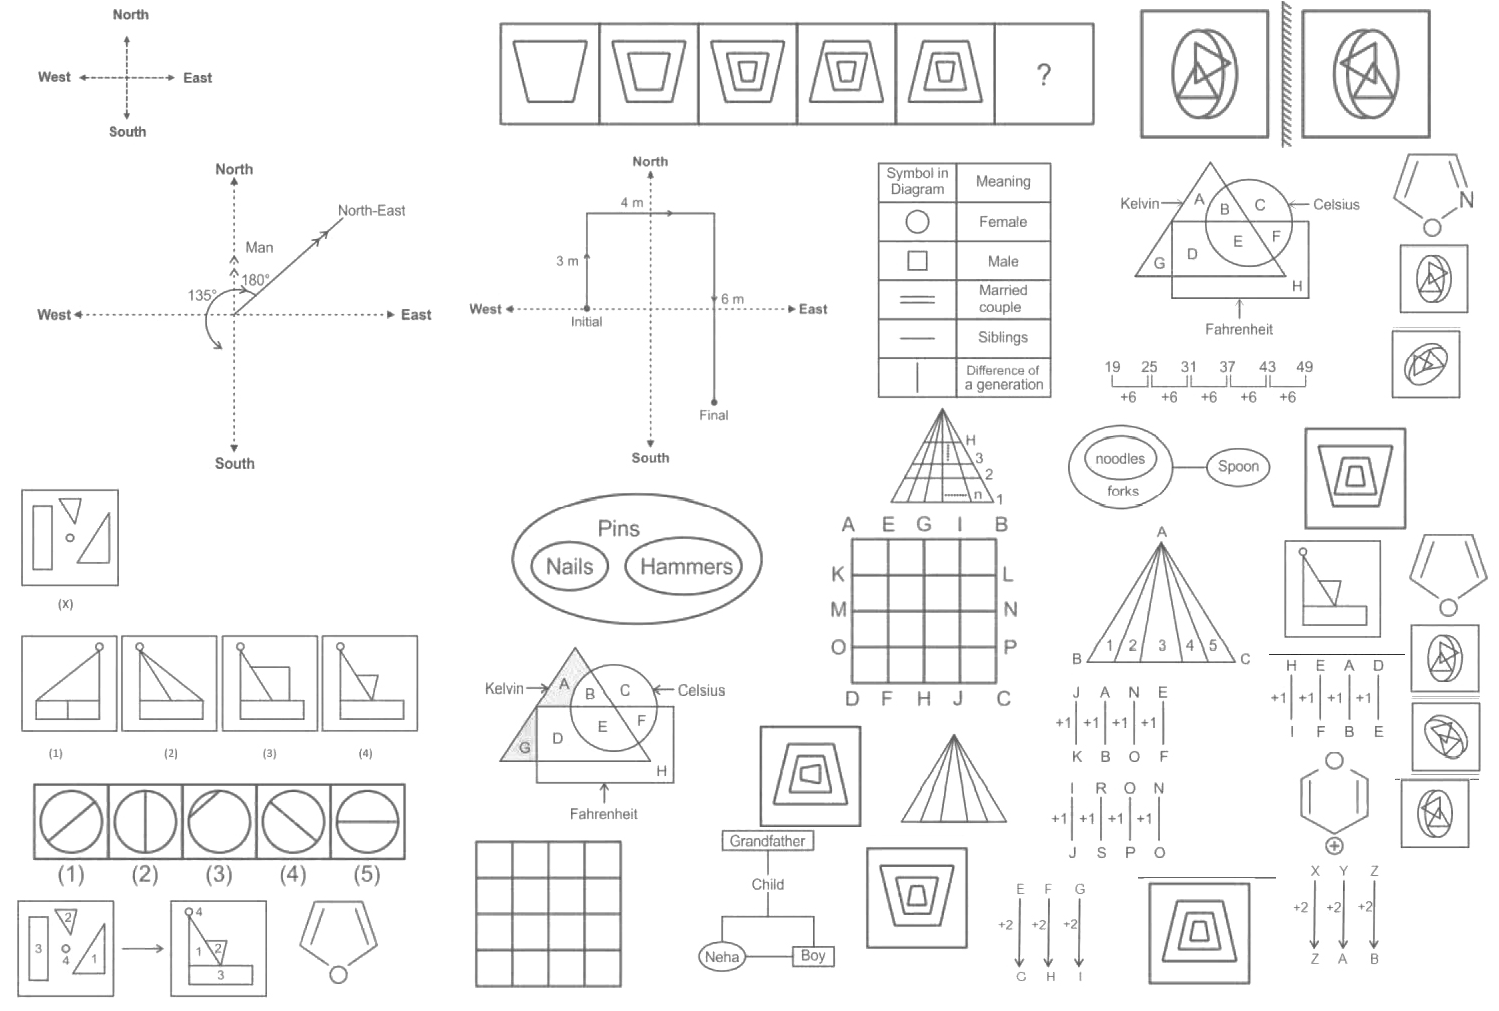 North
West
East
South
?
North
North-East
Man
180°
135°
West
East
South
North
4 m
3 m
6 m
West
East
Initial
Final
South
Symbol in Diagram
Meaning
Female
Male
Married couple
Siblings
Difference of a generation
Kelvin
A
B
C
Celsius
D
E
F
G
H
Fahrenheit
N
19 25 31 37 43 49
+6 +6 +6 +6 +6
H
3
2
n 1
noodles
forks
Spoon
(X)
Pins
Nails
Hammers
A E G I B
K L
M N
O P
D F H J C
A
1 2 3 4 5
B C
(1) (2) (3) (4)
Kelvin
A
B
C
Celsius
D
E
F
G
H
Fahrenheit
J A N E
+1 +1 +1 +1
K B O F
H E A D
+1 +1 +1 +1
I F B E
I R O N
+1 +1 +1 +1
J S P O
(1) (2) (3) (4) (5)
Grandfather
Child
Neha
Boy
2
3
4
1
4
1
2
3
E F G
+2 +2 +2
G H I
X Y Z
+2 +2 +2
Z A B